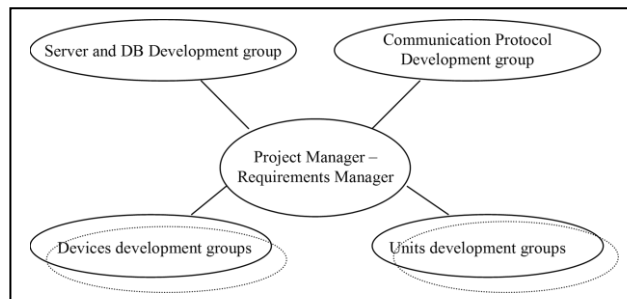 Server and DB Development group
Communication Protocol
Development group
Project Manager –
Requirements Manager
Devices development groups
Units development groups